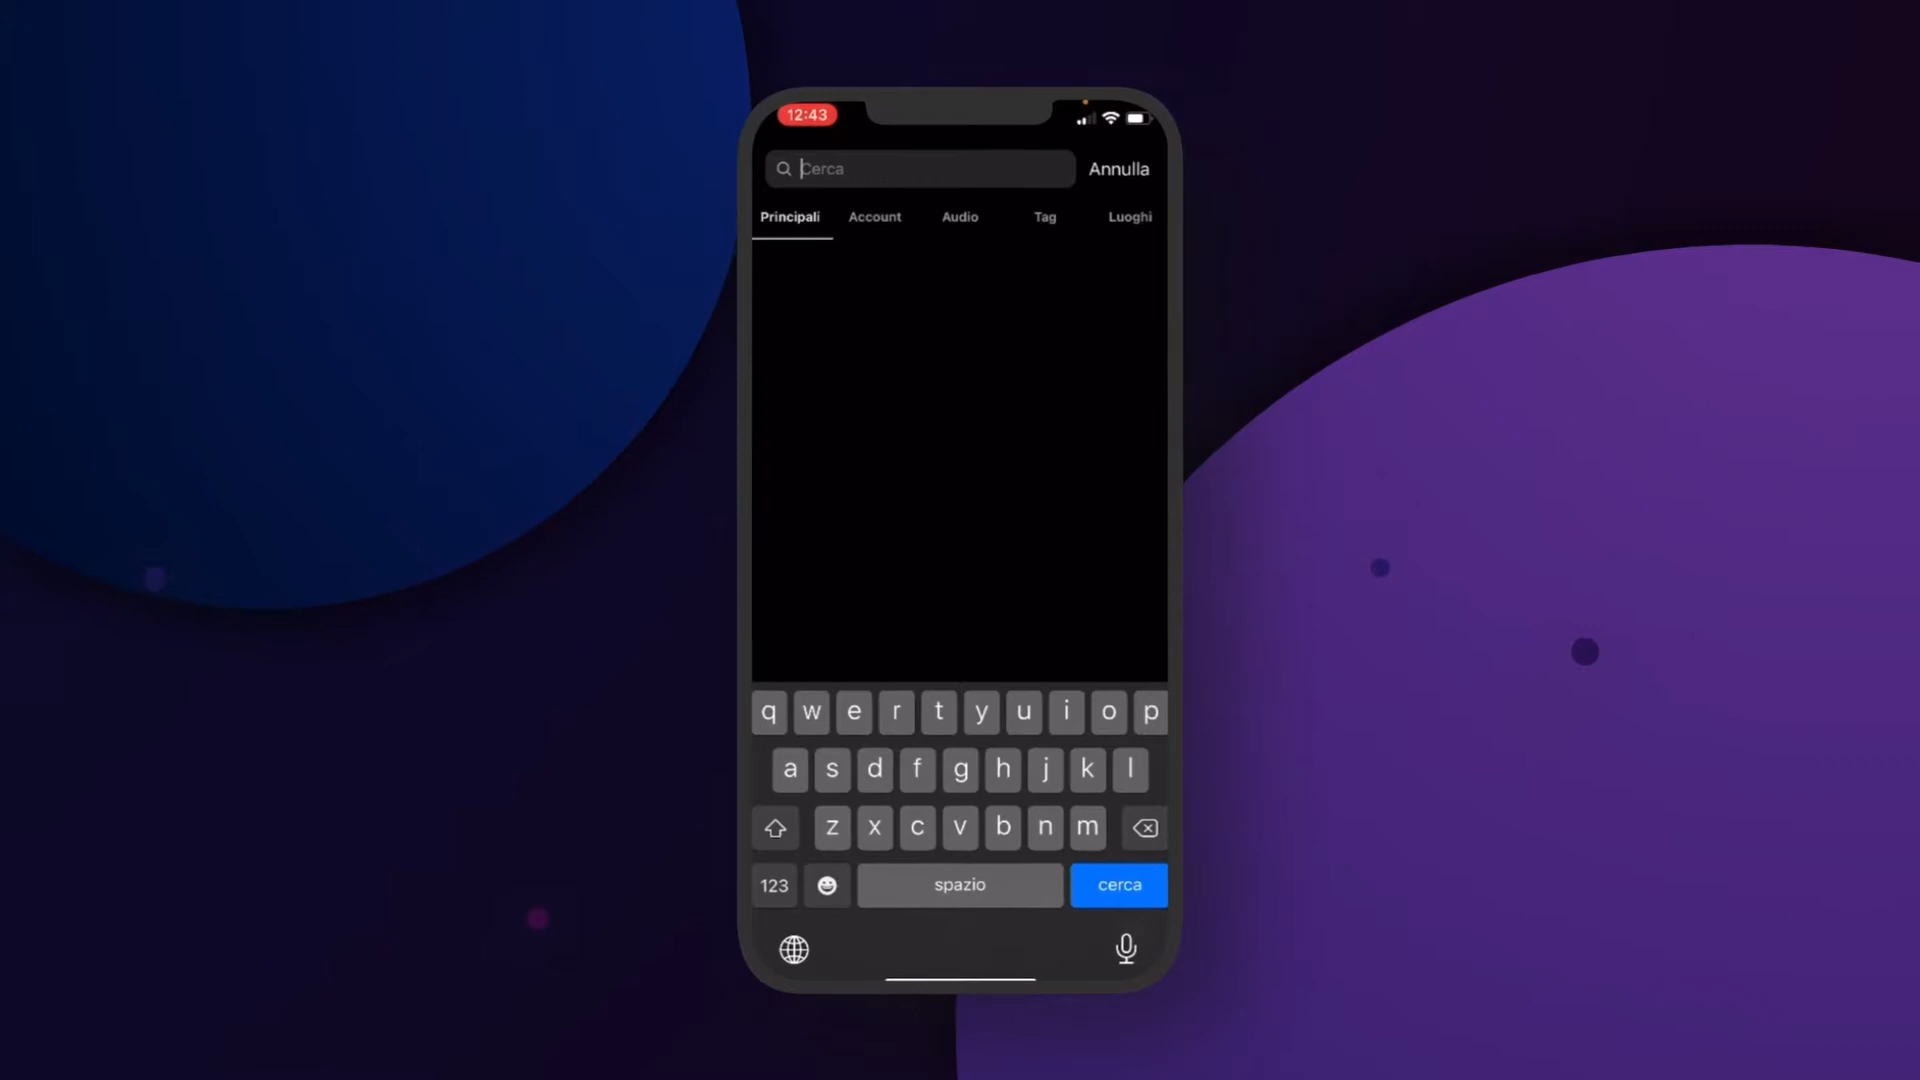 12:43
Cerca Annulla
Principali Account Audio Tag Luoghi
q w e r t y u i o p
a s d f g h j k l
z x c v b n m
123 spazio cerca